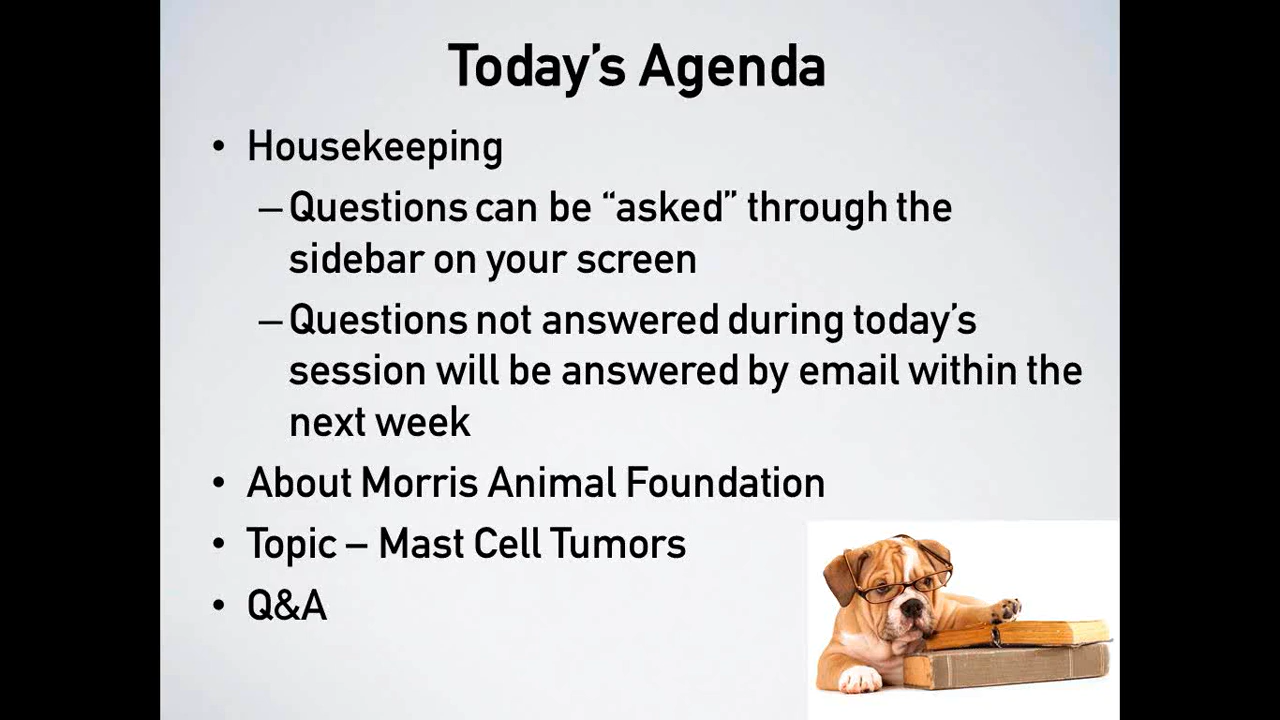 Today’s Agenda
• Housekeeping
– Questions can be “asked” through the
sidebar on your screen
– Questions not answered during today’s
session will be answered by email within the
next week
• About Morris Animal Foundation
• Topic – Mast Cell Tumors
• Q&A